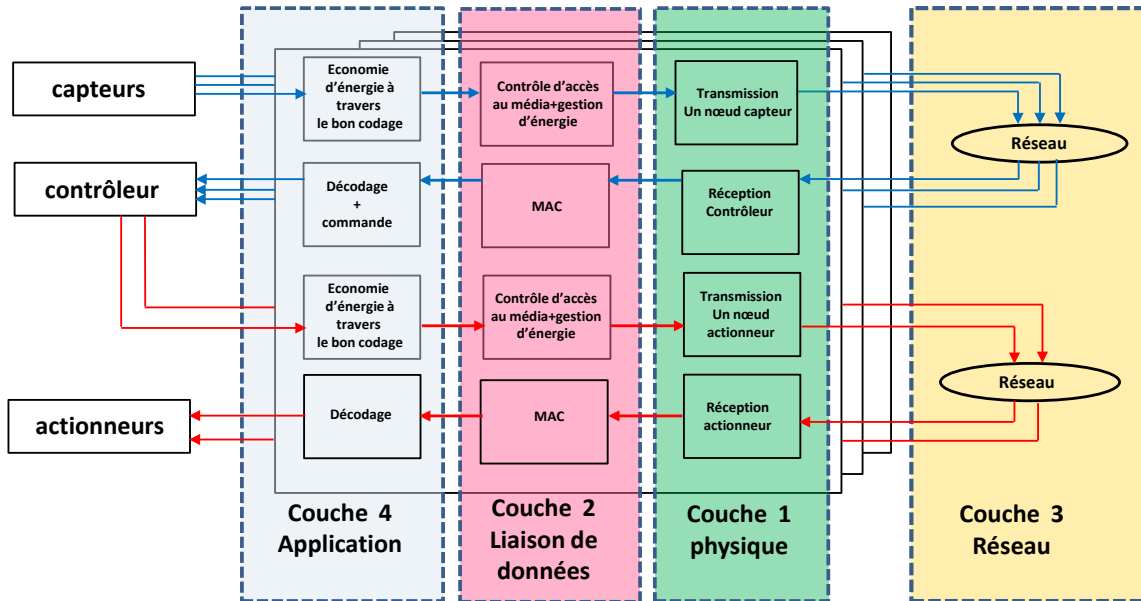 capteurs
Economie
d'énergie à
travers
le bon codage
Contrôle d'accès
au média+gestion
d'énergie
Transmission
Un nœud capteur
Réseau
contrôleur
Décodage
+
commande
MAC
Réception
Contrôleur
Economie
d'énergie à
travers
le bon codage
Contrôle d'accès
au média+gestion
d'énergie
Transmission
Un nœud
actionneur
Réseau
actionneurs
Décodage
MAC
Réception
actionneur
Couche 4
Application
Couche 2
Liaison de
données
Couche 1
physique
Couche 3
Réseau